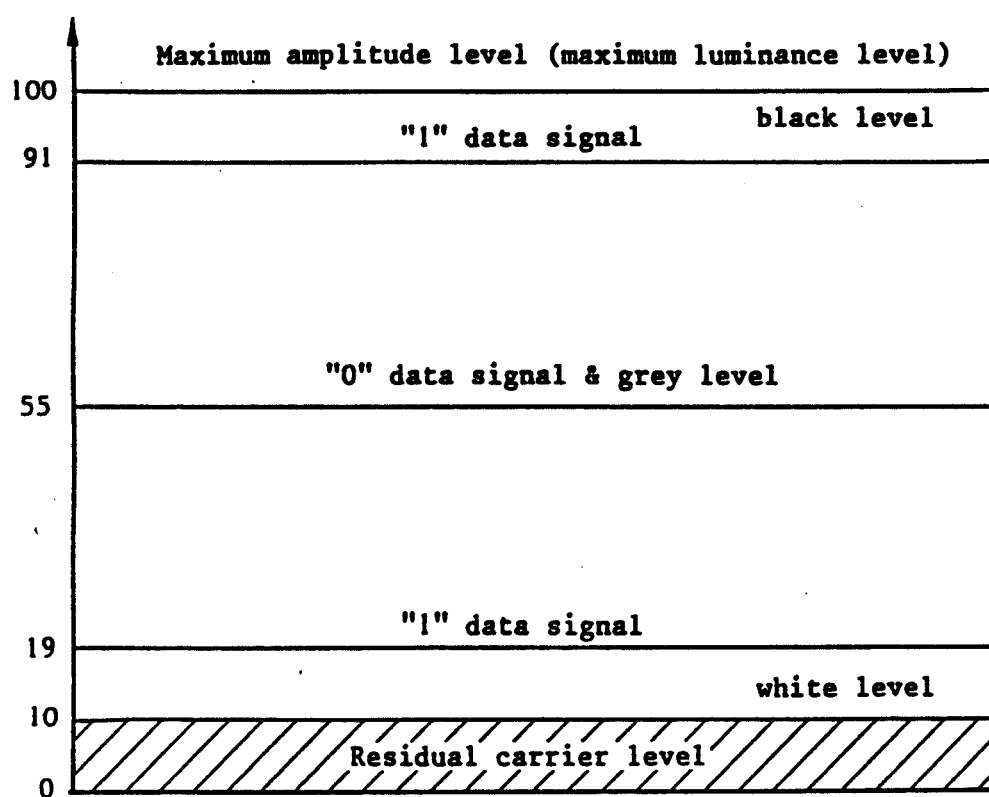 Maximum amplitude level (maximum luminance level)
100
black level
"1" data signal
91
"0" data signal & grey level
55
"1" data signal
19
white level
10
Residual carrier level
0